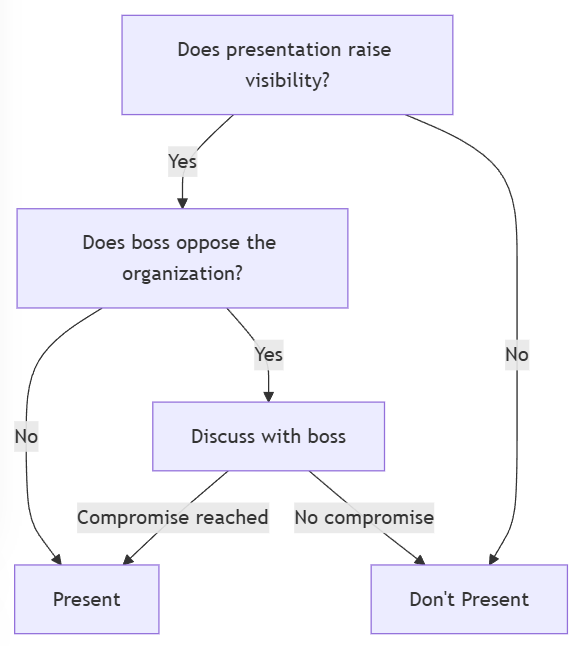 Does presentation raise
visibility?
Yes
Does boss oppose the
organization?
Yes
No
Discuss with boss
No
Compromise reached
No compromise
Present
Don't Present